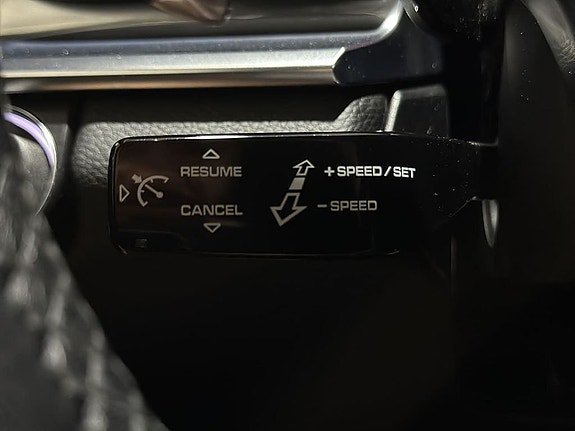 RESUME
+ SPEED / SET
CANCEL
− SPEED